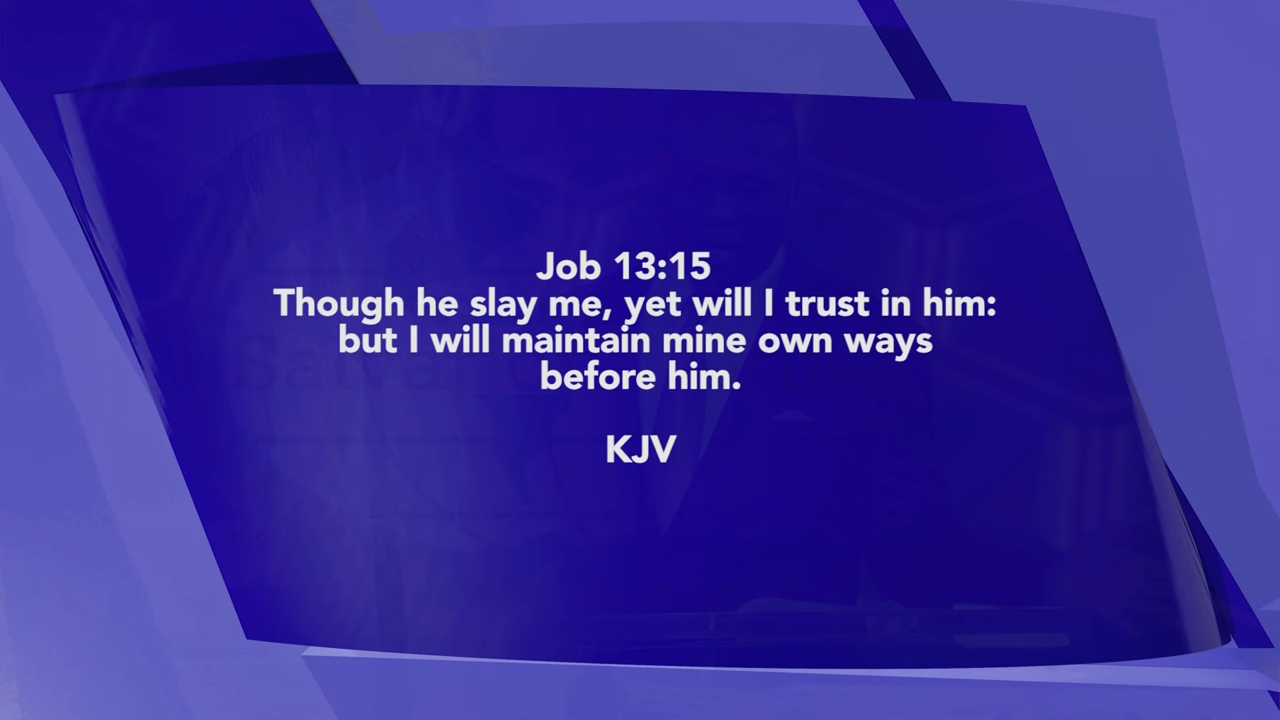 Job 13:15
Though he slay me, yet will I trust in him:
but I will maintain mine own ways
before him.
KJV